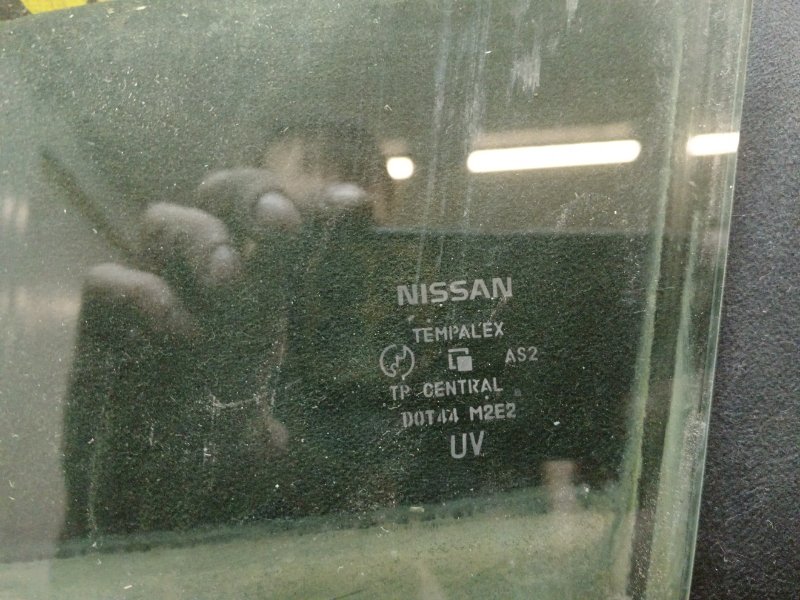 NISSAN
TEMPALEX
AS2
TP CENTRAL
DOT44 M2E2
UV